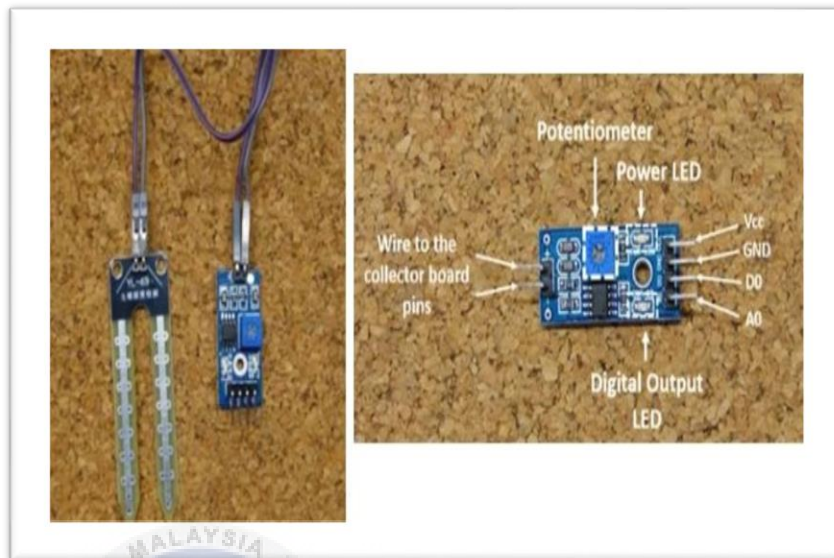 YL-69
Potentiometer
Power LED
Vcc
GND
D0
A0
Wire to the
collector board
pins
Digital Output
LED
MALAYSIA